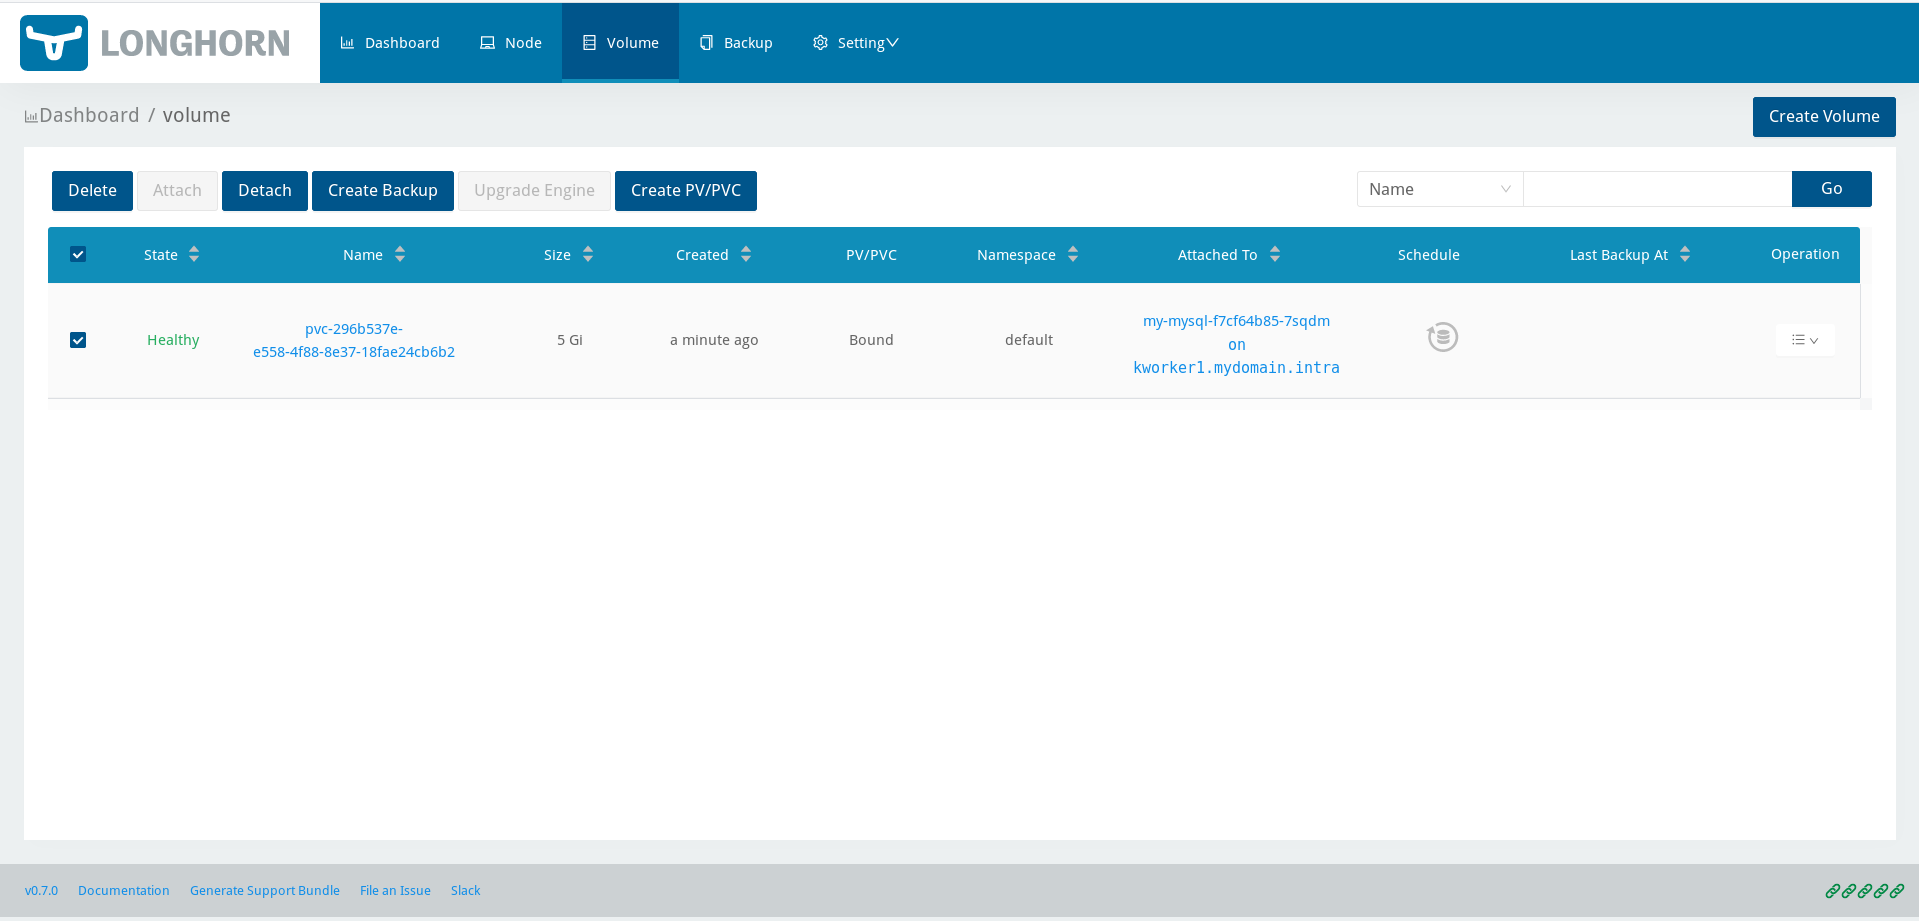 LONGHORN
Dashboard Node Volume Backup Setting
Dashboard / volume
Create Volume
Delete Attach Detach Create Backup Upgrade Engine Create PV/PVC
Name Go
State Name Size Created PV/PVC Namespace Attached To Schedule Last Backup At Operation
Healthy
pvc-296b537e-
e558-4f88-8e37-18fae24cb6b2
5 Gi
a minute ago
Bound
default
my-mysql-f7cf64b85-7sqdm
on
kworker1.mydomain.intra
v0.7.0 Documentation Generate Support Bundle File an Issue Slack